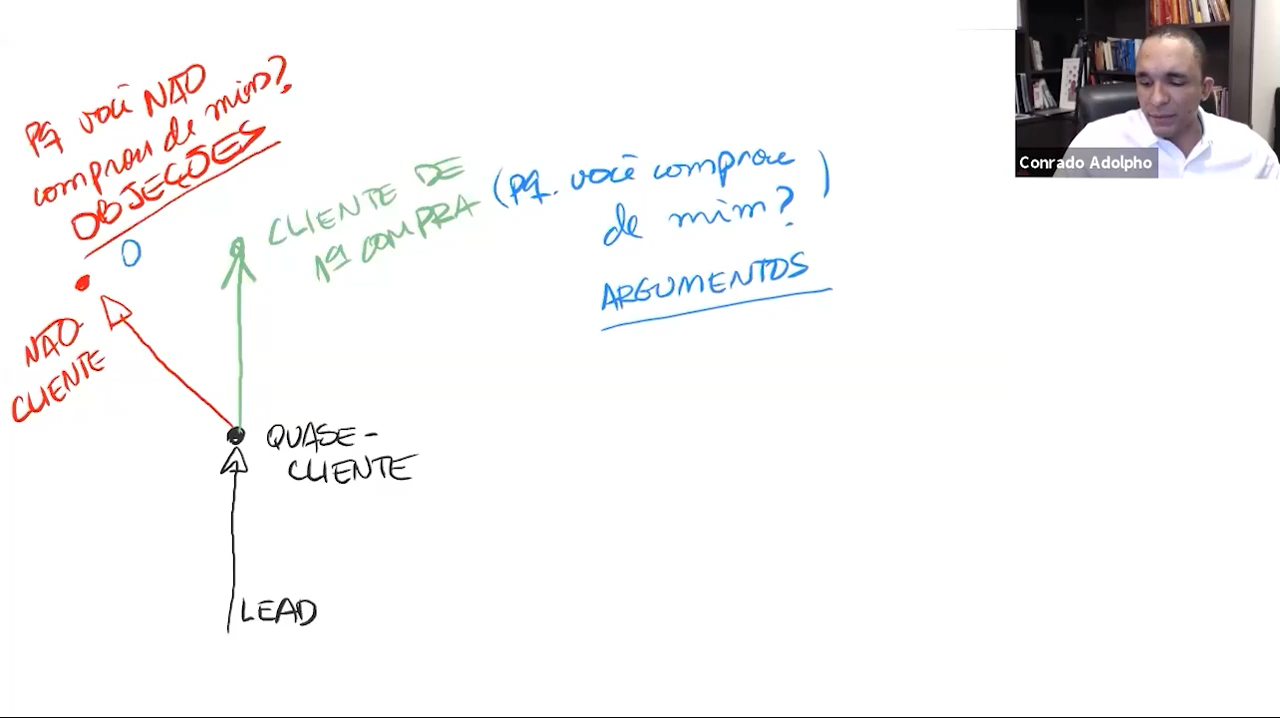 Pq você NÃO
comprou de mim?
OBJEÇÕES
O
NÃO-
CLIENTE
CLIENTE DE
1ª COMPRA
(pq. você comprou
de mim?)
ARGUMENTOS
QUASE-
CLIENTE
LEAD
Conrado Adolpho